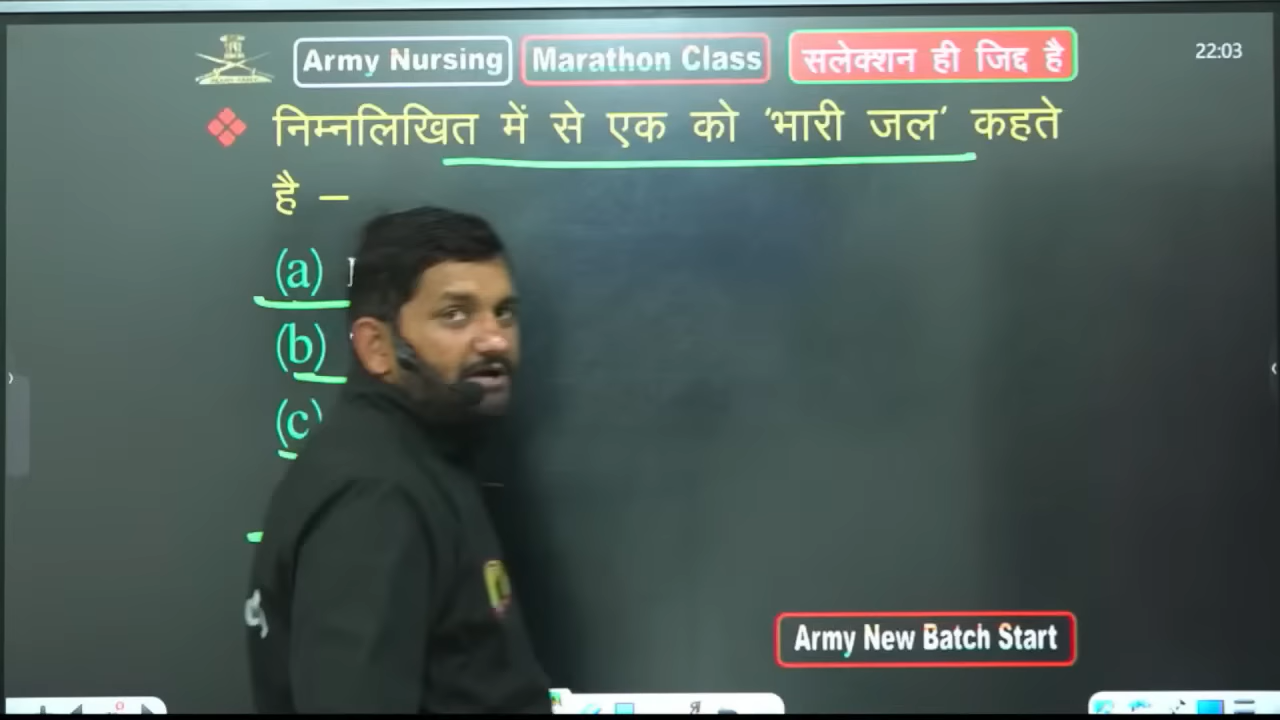 Army Nursing
Marathon Class
सलेक्शन ही जिद्द है
22:03
निम्नलिखित में से एक को 'भारी जल' कहते
है –
(a)
(b)
(c)
Army New Batch Start